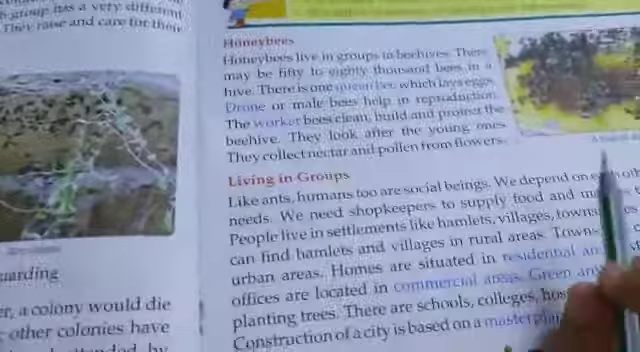 group has a very different
They raise and care for their
uarding
er, a colony would die
other colonies have
Honeybees
Honeybees live in groups in beehives. There
may be fifty to eighty thousand bees in a
hive. There is one queen bee which lays eggs.
Drone or male bees help in reproduction.
The worker bees clean, build and protect the
beehive. They look after the young ones.
They collect nectar and pollen from flowers.
Living in Groups
Like ants, humans too are social beings. We depend on
needs. We need shopkeepers to supply food and
People live in settlements like hamlets, villages, towns
can find hamlets and villages in rural areas. Towns
urban areas. Homes are situated in residential
offices are located in commercial areas. Green
planting trees. There are schools, colleges,
Construction of a city is based on a master plan